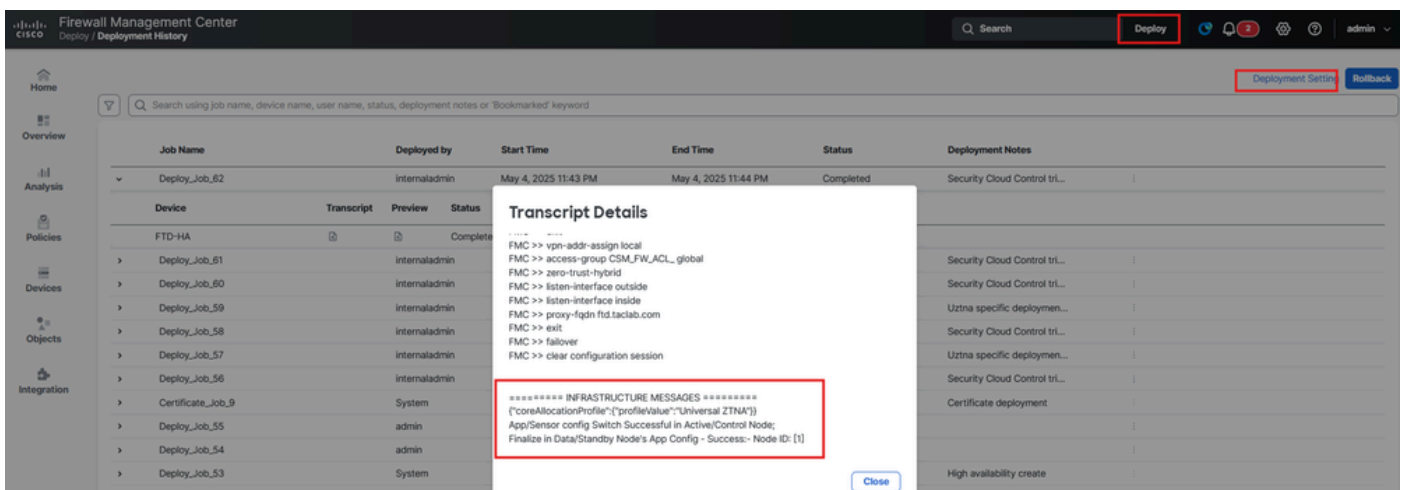 CISCO
Firewall Management Center
Deploy / Deployment History
Search
Deploy
2
admin
Home
Overview
Analysis
Policies
Devices
Objects
Integration
Deployment Setting
Rollback
Search using job name, device name, user name, status, deployment notes or 'Bookmarked' keyword
Job Name Deployed by Start Time End Time Status Deployment Notes
Deploy_Job_62 internaladmin May 4, 2025 11:43 PM May 4, 2025 11:44 PM Completed Security Cloud Control tri...
Device Transcript Preview Status
FTD-HA Complete
Deploy_Job_61 internaladmin Security Cloud Control tri...
Deploy_Job_60 internaladmin Security Cloud Control tri...
Deploy_Job_59 internaladmin Uztna specific deploymen...
Deploy_Job_58 internaladmin Security Cloud Control tri...
Deploy_Job_57 internaladmin Uztna specific deploymen...
Deploy_Job_56 internaladmin Security Cloud Control tri...
Certificate_Job_9 System Certificate deployment
Deploy_Job_55 admin
Deploy_Job_54 admin
Deploy_Job_53 System High availability create
Transcript Details
FMC >> vpn-addr-assign local
FMC >> access-group CSM_FW_ACL_ global
FMC >> zero-trust-hybrid
FMC >> listen-interface outside
FMC >> listen-interface inside
FMC >> proxy-fqdn ftd.taclab.com
FMC >> exit
FMC >> failover
FMC >> clear configuration session
========= INFRASTRUCTURE MESSAGES =========
{"coreAllocationProfile":{"profileValue":"Universal ZTNA"}}
App/Sensor config Switch Successful in Active/Control Node;
Finalize in Data/Standby Node's App Config - Success:- Node ID: [1]
Close